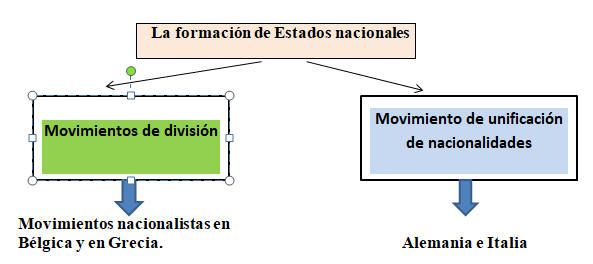 La formación de Estados nacionales
Movimientos de división
Movimiento de unificación
de nacionalidades
Movimientos nacionalistas en
Bélgica y en Grecia.
Alemania e Italia